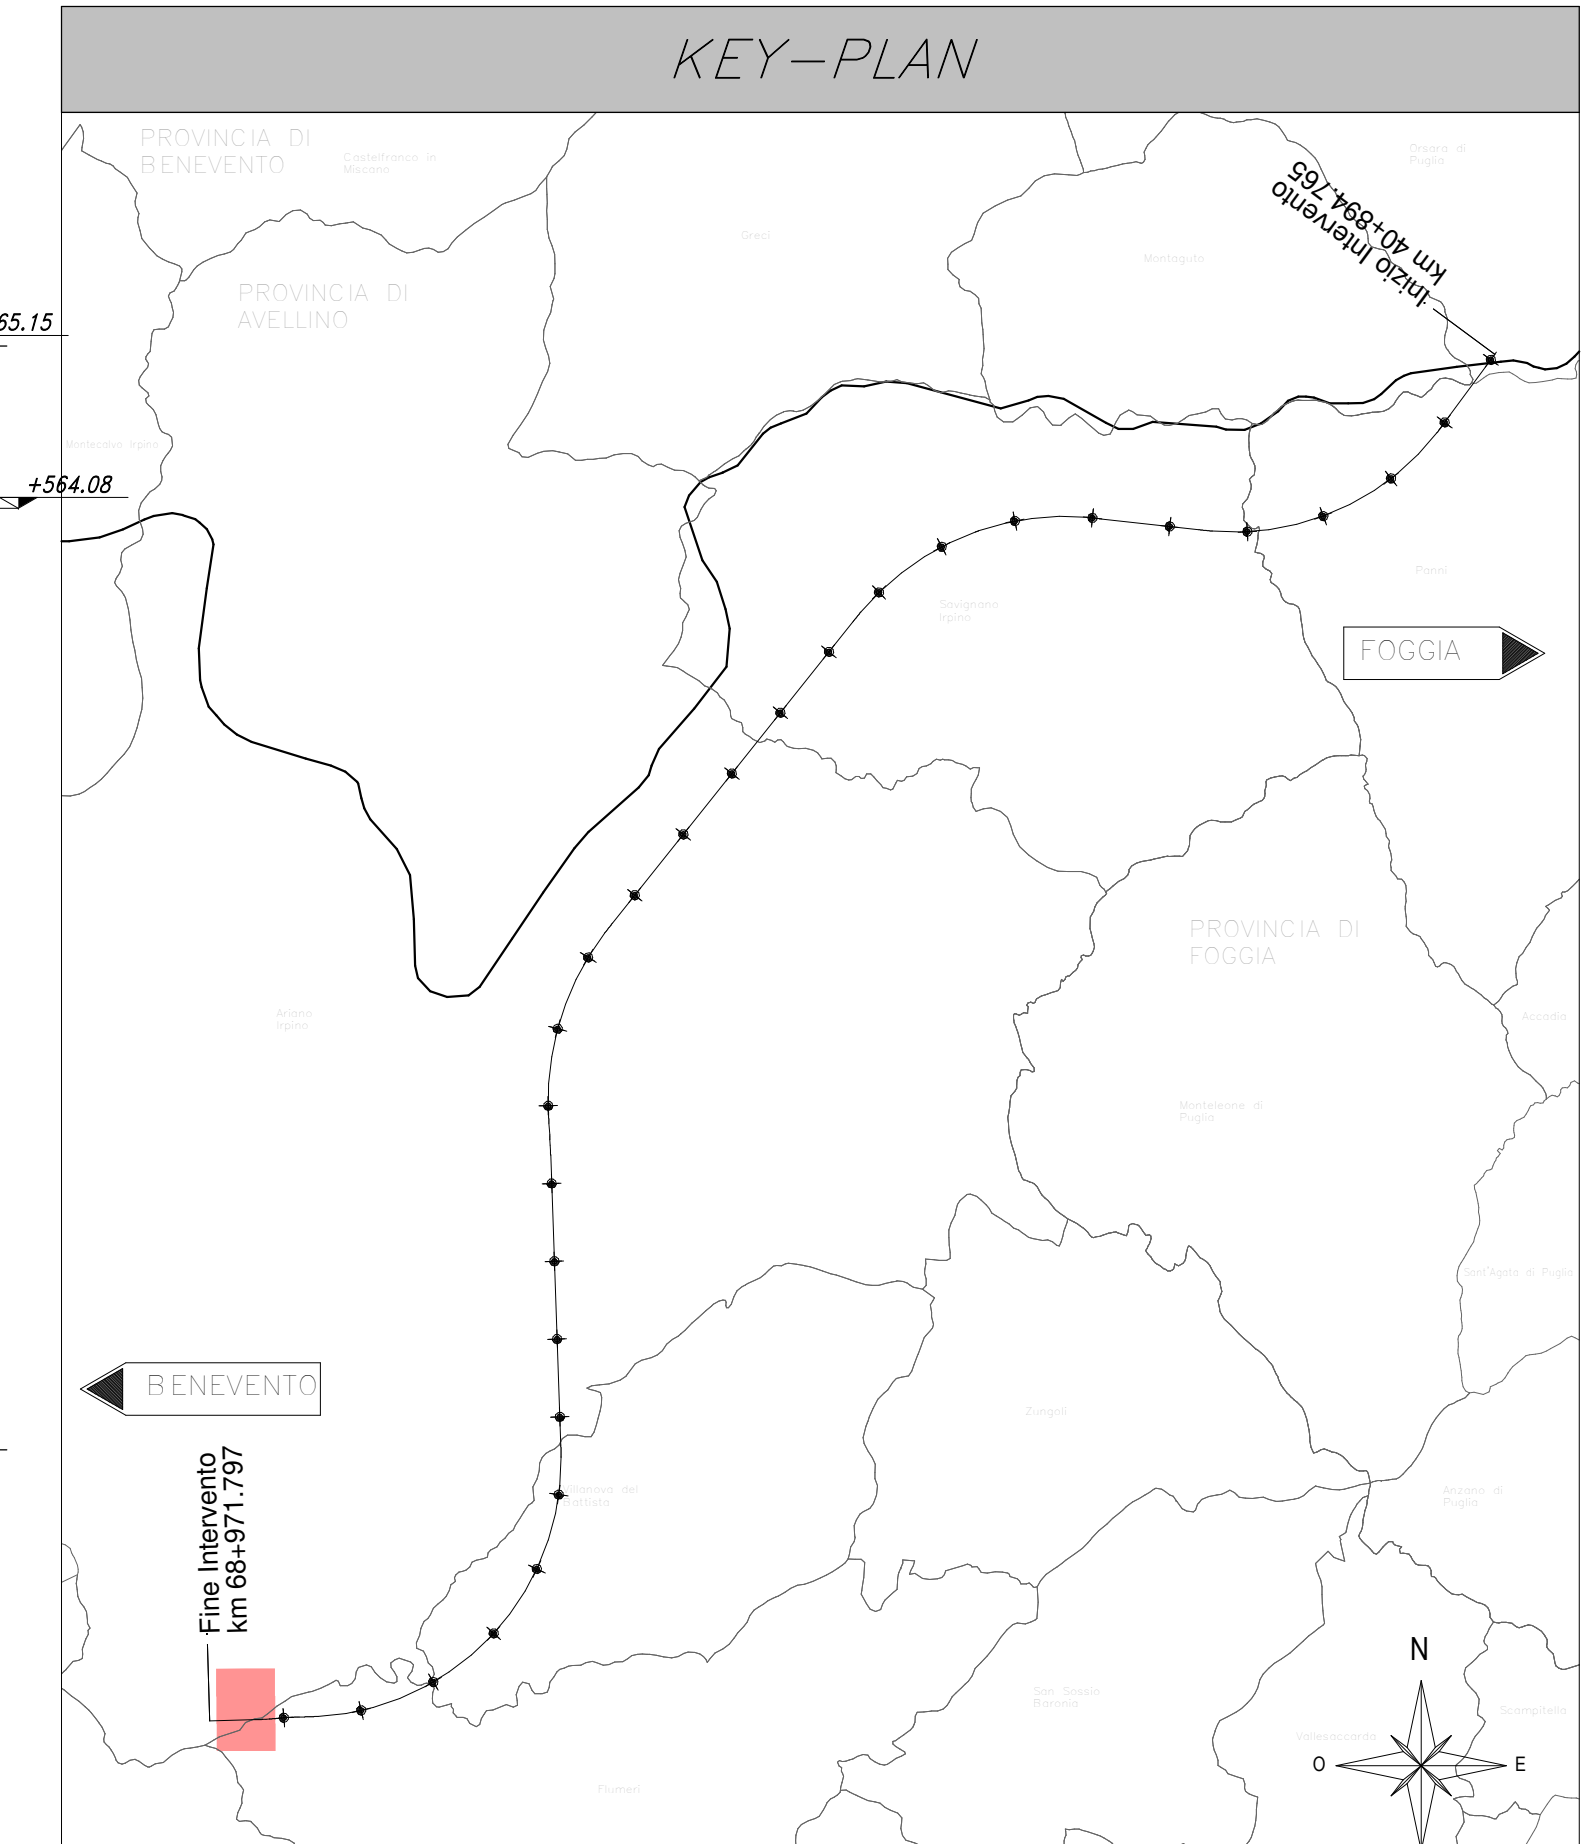 KEY-PLAN
PROVINCIA DI
BENEVENTO
Castelfranco in
Miscano
Orsara di
Puglia
Inizio Intervento
km 40+894.765
Greci
Montaguto
PROVINCIA DI
AVELLINO
65.15
Montecalvo Irpino
+564.08
Panni
Savignano
Irpino
FOGGIA
PROVINCIA DI
FOGGIA
Ariano
Irpino
Accadia
Monteleone di
Puglia
Sant'Agata di Puglia
BENEVENTO
Zungoli
Fine Intervento
km 68+971.797
Villanova del
Battista
Anzano di
Puglia
N
San Sossio
Baronia
Scampitella
Vallesaccarda
O
E
Flumeri